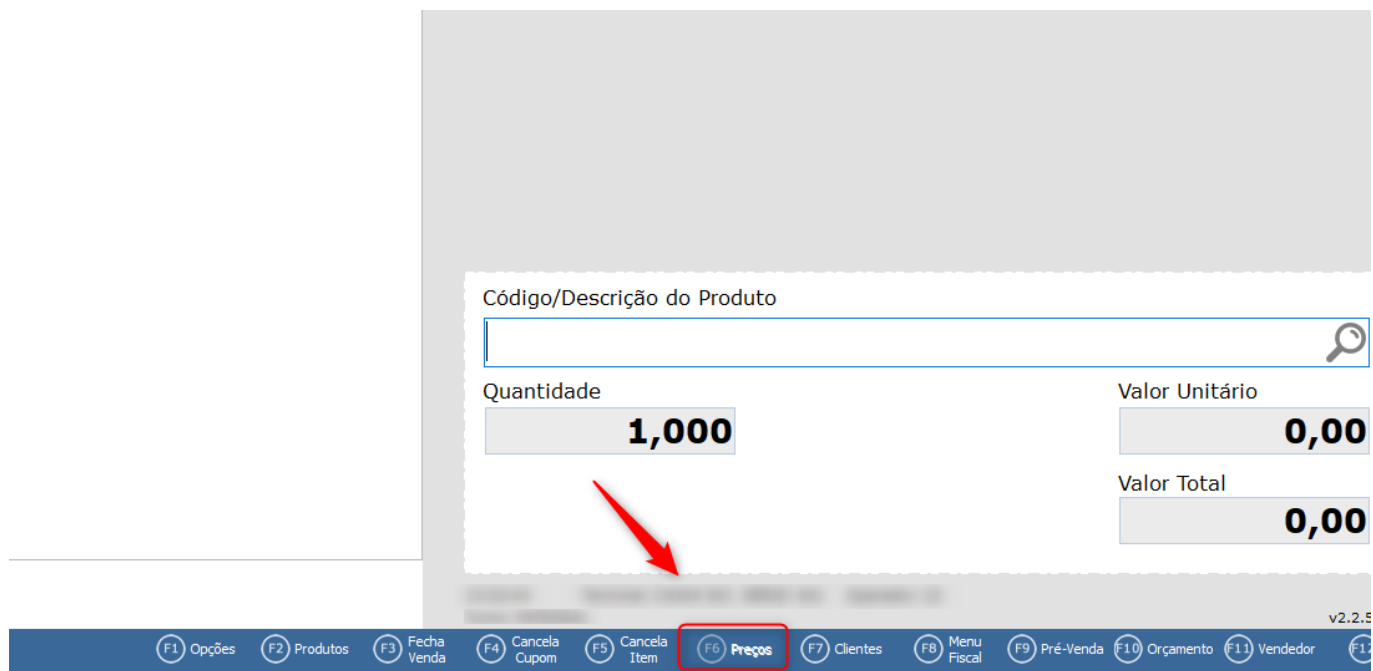 Código/Descrição do Produto
Quantidade
Valor Unitário
1,000
0,00
Valor Total
0,00
v2.2.5
F1 Opções
F2 Produtos
F3 Fecha Venda
F4 Cancela Cupom
F5 Cancela Item
F6 Preços
F7 Clientes
F8 Menu Fiscal
F9 Pré-Venda
F10 Orçamento
F11 Vendedor
F12